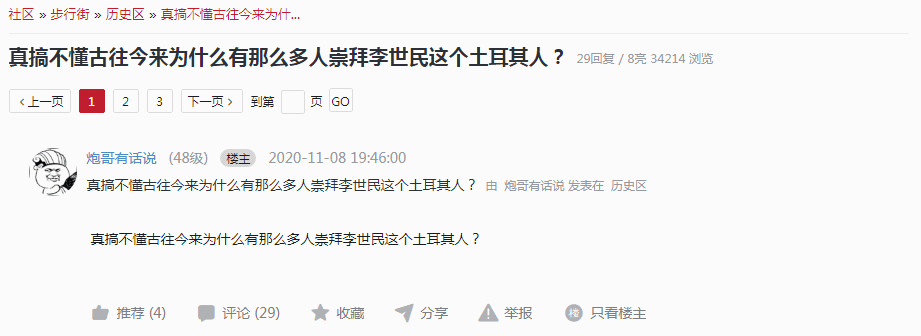 社区 » 步行街 » 历史区 » 真搞不懂古往今来为什...
真搞不懂古往今来为什么有那么多人崇拜李世民这个土耳其人？ 29回复 / 8亮 34214 浏览
‹ 上一页 1 2 3 下一页 › 到第 页 GO
炮哥有话说 (48级) 楼主 2020-11-08 19:46:00
真搞不懂古往今来为什么有那么多人崇拜李世民这个土耳其人？ 由 炮哥有话说 发表在 历史区
真搞不懂古往今来为什么有那么多人崇拜李世民这个土耳其人？
推荐 (4) 评论 (29) 收藏 分享 举报 楼 只看楼主